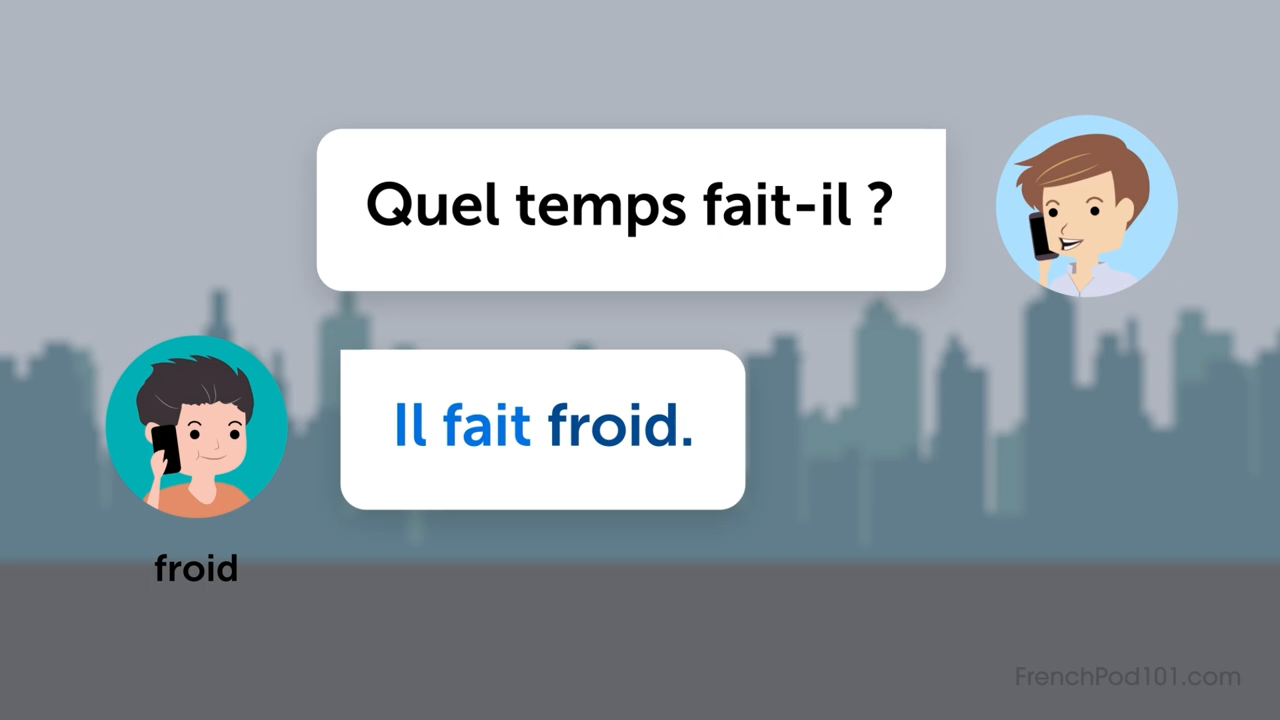 Quel temps fait-il ?
Il fait froid.
froid
FrenchPod101.com